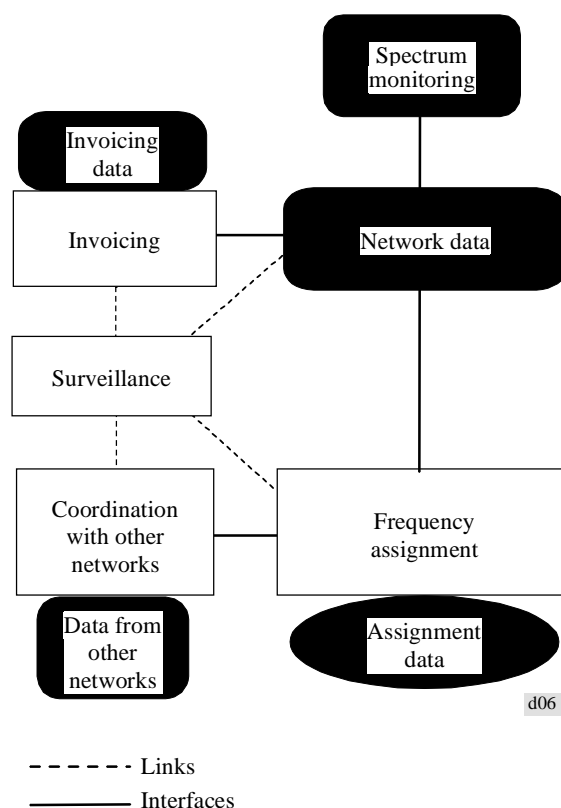 Spectrum
monitoring
Invoicing
data
Invoicing
Network data
Surveillance
Coordination
with other
networks
Frequency
assignment
Data from
other
networks
Assignment
data
d06
Links
Interfaces